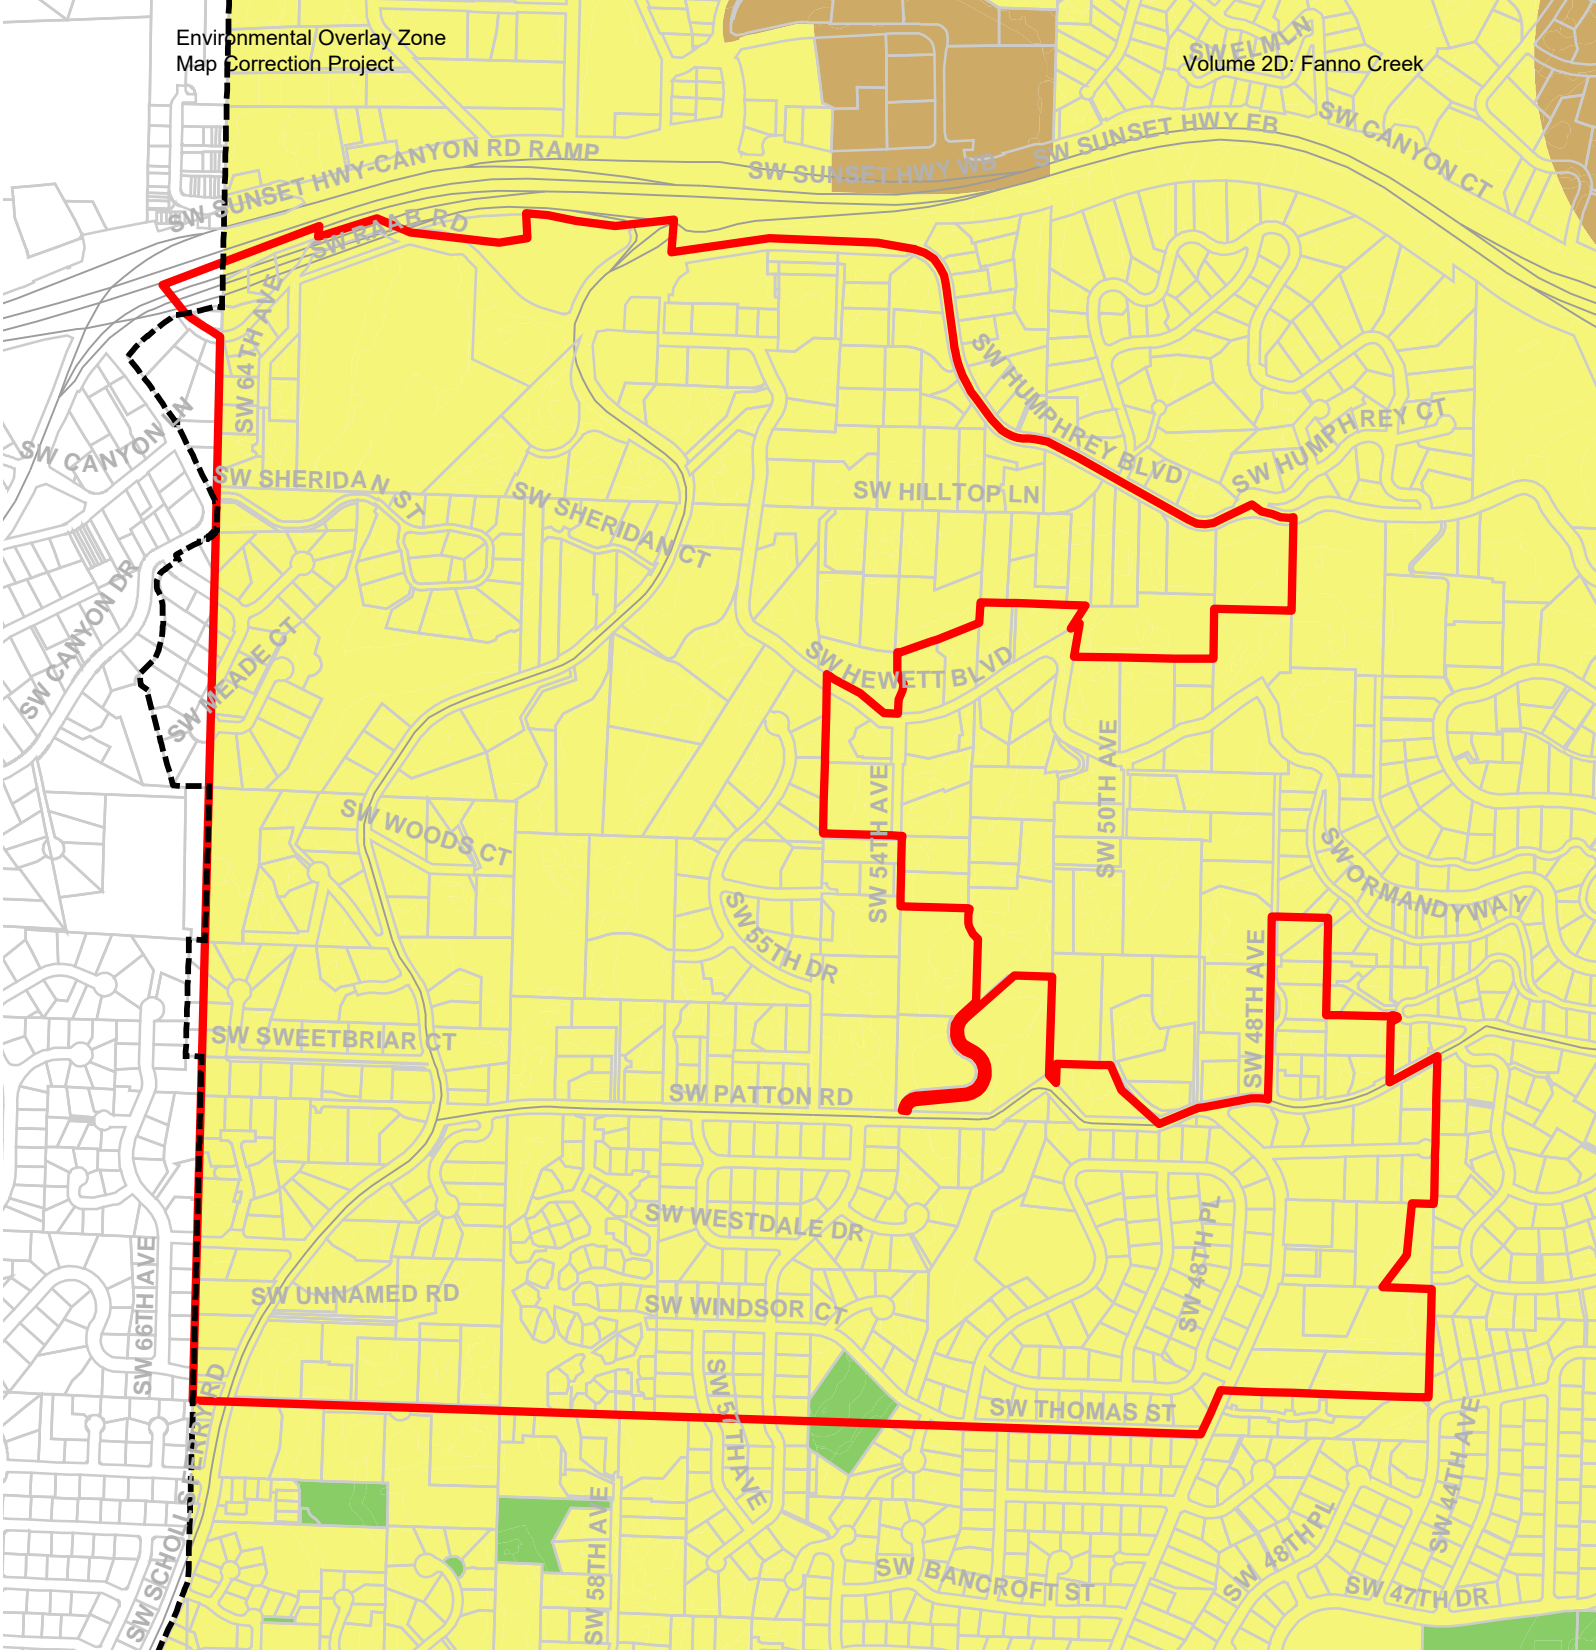 Environmental Overlay Zone
Map Correction Project
Volume 2D: Fanno Creek
SW ELM LN
SW SUNSET HWY-CANYON RD RAMP
SW SUNSET HWY WB
SW SUNSET HWY EB
SW CANYON CT
SW RAAB RD
SW 64TH AVE
SW HUMPHREY BLVD
SW HUMPHREY CT
SW CANYON LN
SW SHERIDAN ST
SW SHERIDAN CT
SW HILLTOP LN
SW CANYON DR
SW MEADE CT
SW HEWETT BLVD
SW 50TH AVE
SW 54TH AVE
SW WOODS CT
SW 55TH DR
SW NORMANDY WAY
SW 48TH AVE
SW SWEETBRIAR CT
SW PATTON RD
SW WESTDALE DR
SW 48TH PL
SW UNNAMED RD
SW WINDSOR CT
SW 66TH AVE
SW 57TH AVE
SW THOMAS ST
SW 44TH AVE
SW SCHOLLS FERRY RD
SW 58TH AVE
SW BANCROFT ST
SW 48TH PL
SW 47TH DR